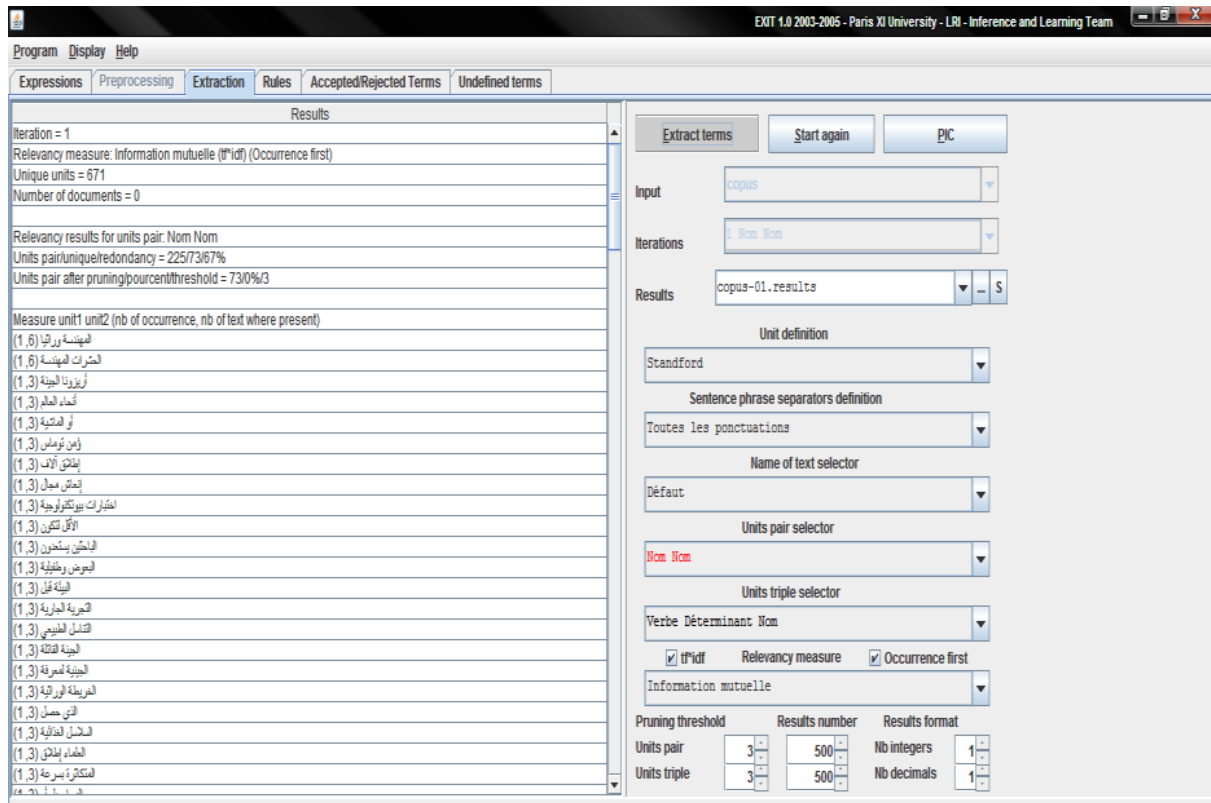 EXIT 1.0 2003-2005 - Paris XI University - LRI - Inference and Learning Team
Program Display Help
Expressions Preprocessing Extraction Rules Accepted/Rejected Terms Undefined terms
Results
Iteration = 1
Relevancy measure: Information mutuelle (tf*idf) (Occurrence first)
Unique units = 671
Number of documents = 0
Relevancy results for units pair: Nom Nom
Units pair/unique/redondancy = 225/73/67%
Units pair after pruning/pourcent/threshold = 73/0%/3
Measure unit1 unit2 (nb of occurrence, nb of text where present)
المهندسة وراثيا (1 ,6)
الحشرات المهندسة (1 ,6)
أريزونا الجينة (1 ,3)
أنحاء العالم (1 ,3)
أو الماشية (1 ,3)
ؤمن توماس (1 ,3)
إطلاق آلاف (1 ,3)
إنعاش مجال (1 ,3)
اختبارات بيوتكنولوجية (1 ,3)
الأقل لتكون (1 ,3)
الباحثين يستعدون (1 ,3)
البعوض وطفيلية (1 ,3)
البيئة قبل (1 ,3)
التجربة الجارية (1 ,3)
التناسل الطبيعي (1 ,3)
الجينة القاتلة (1 ,3)
الجينية لمعرفة (1 ,3)
الخريطة الوراثية (1 ,3)
الذي حصل (1 ,3)
السلاسل الغذائية (1 ,3)
العلماء إطلاق (1 ,3)
المتكاثرة بسرعة (1 ,3)
Extract terms Start again PIC
Input copus
Iterations 1 Nom Nom
Results copus-01.results ... S
Unit definition
Standford
Sentence phrase separators definition
Toutes les ponctuations
Name of text selector
Défaut
Units pair selector
Nom Nom
Units triple selector
Verbe Déterminant Nom
tf*idf Relevancy measure Occurrence first
Information mutuelle
Pruning threshold Results number Results format
Units pair 3 500 Nb integers 1
Units triple 3 500 Nb decimals 1